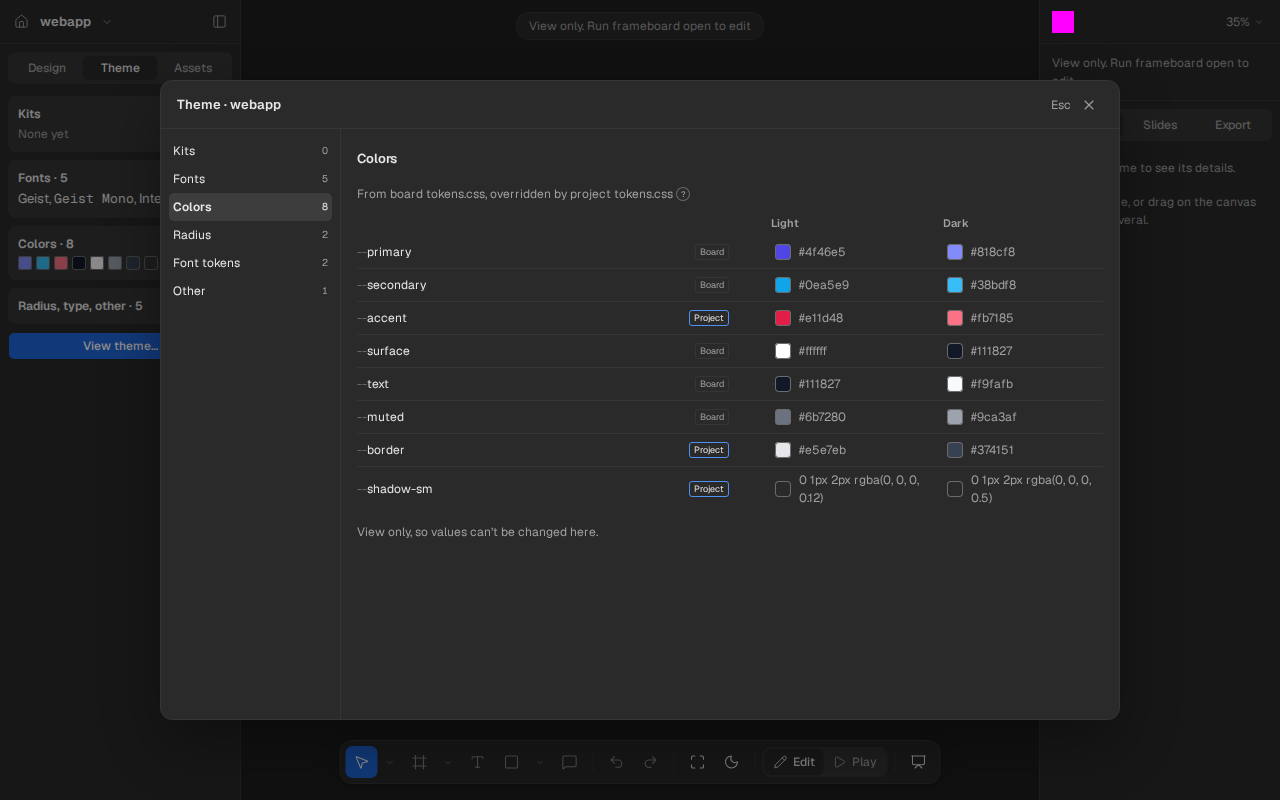 webapp
View only. Run frameboard open to edit
35%
View only. Run frameboard open to
Design Theme Assets
Slides Export
Kits
None yet
Fonts · 5
Geist, Geist Mono, Inte
Colors · 8
Radius, type, other · 5
View theme...
me to see its details.
e, or drag on the canvas
veral.
Theme · webapp
Esc
Kits 0
Fonts 5
Colors 8
Radius 2
Font tokens 2
Other 1
Colors
From board tokens.css, overridden by project tokens.css ?
Light Dark
--primary Board #4f46e5 #818cf8
--secondary Board #0ea5e9 #38bdf8
--accent Project #e11d48 #fb7185
--surface Board #ffffff #111827
--text Board #111827 #f9fafb
--muted Board #6b7280 #9ca3af
--border Project #e5e7eb #374151
--shadow-sm Project 0 1px 2px rgba(0, 0, 0, 0.12) 0 1px 2px rgba(0, 0, 0, 0.5)
View only, so values can't be changed here.
Edit Play